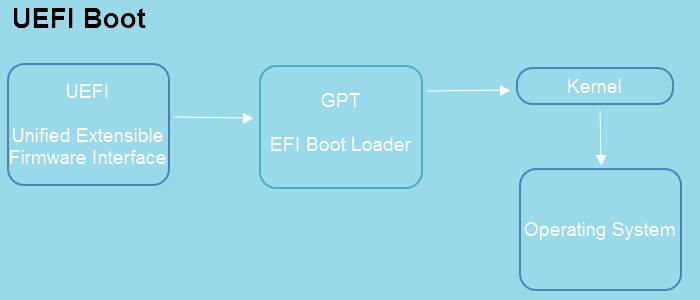 UEFI Boot
UEFI
Unified Extensible
Firmware Interface
GPT
EFI Boot Loader
Kernel
Operating System